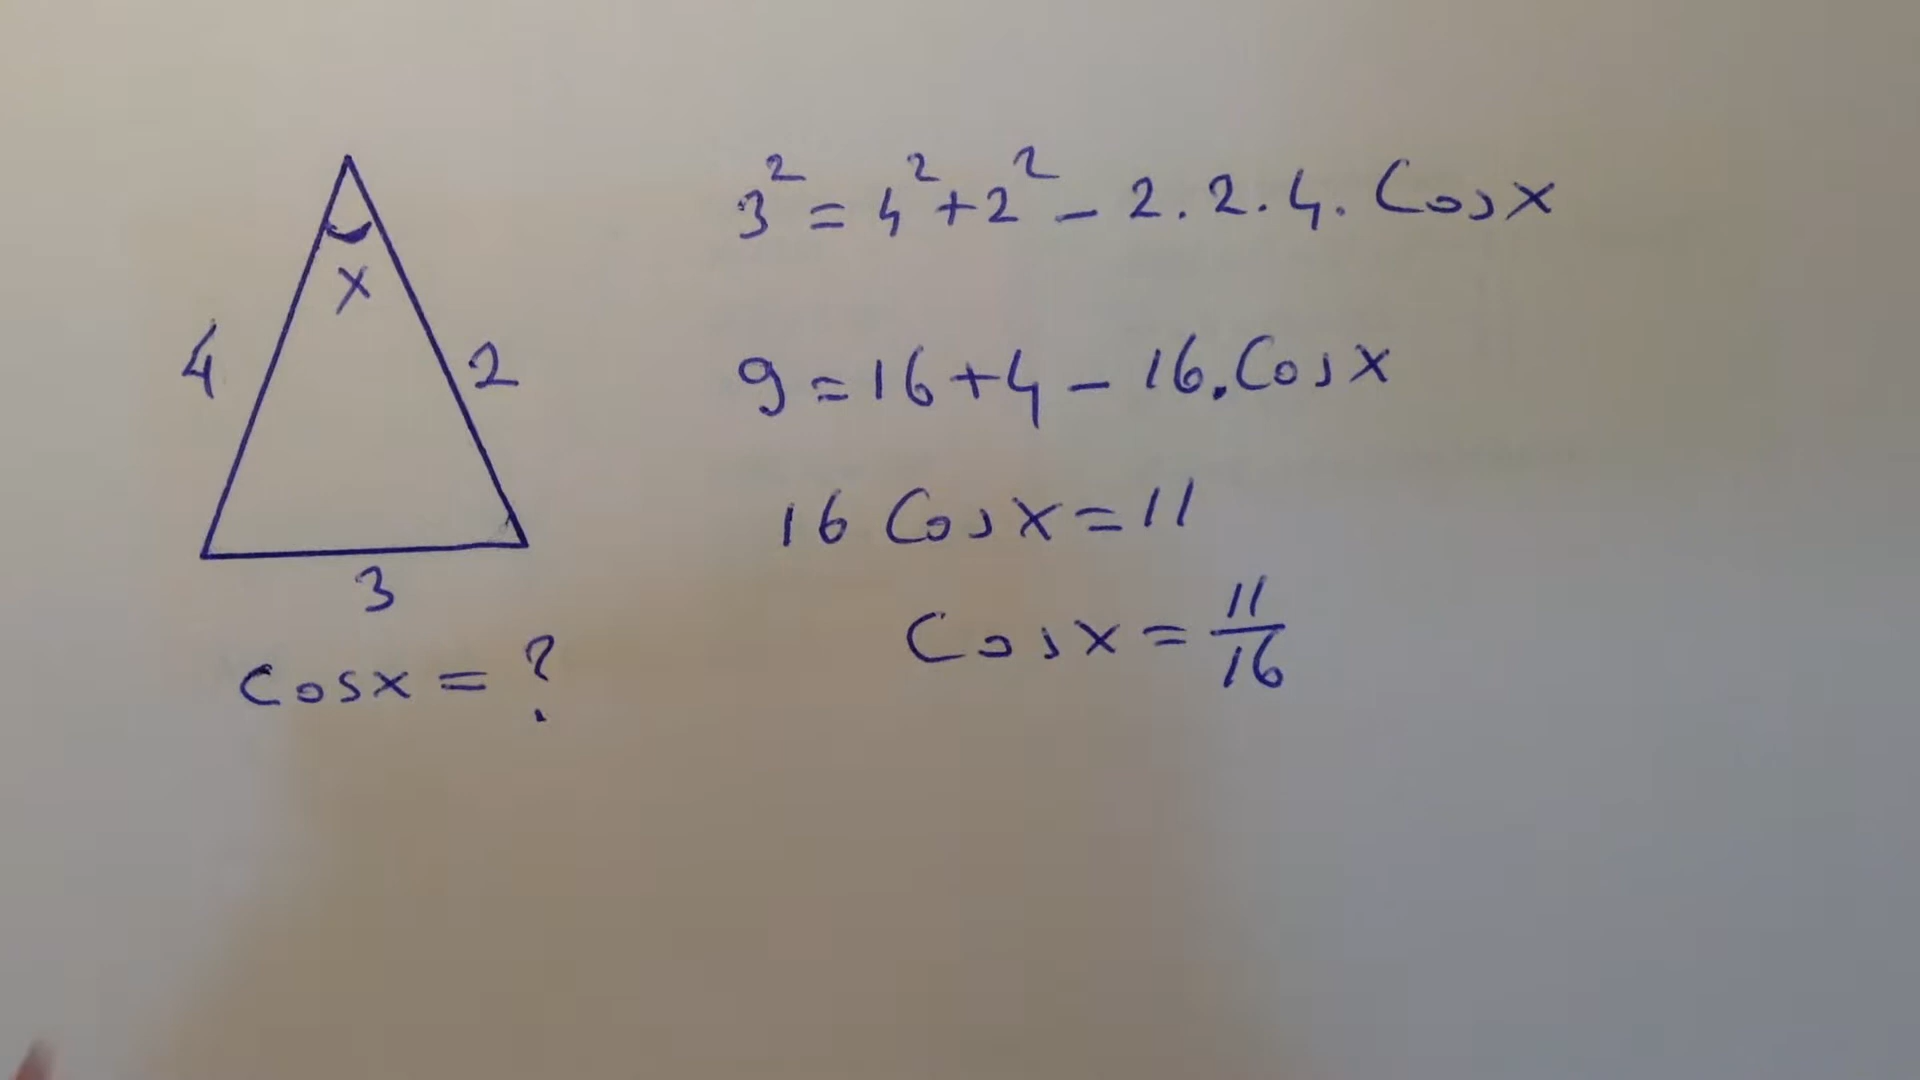 x
4
2
3
cosx = ?
3² = 4² + 2² - 2.2.4. Cosx
9 = 16 + 4 - 16.Cosx
16 Cosx = 11
Cosx = 11/16